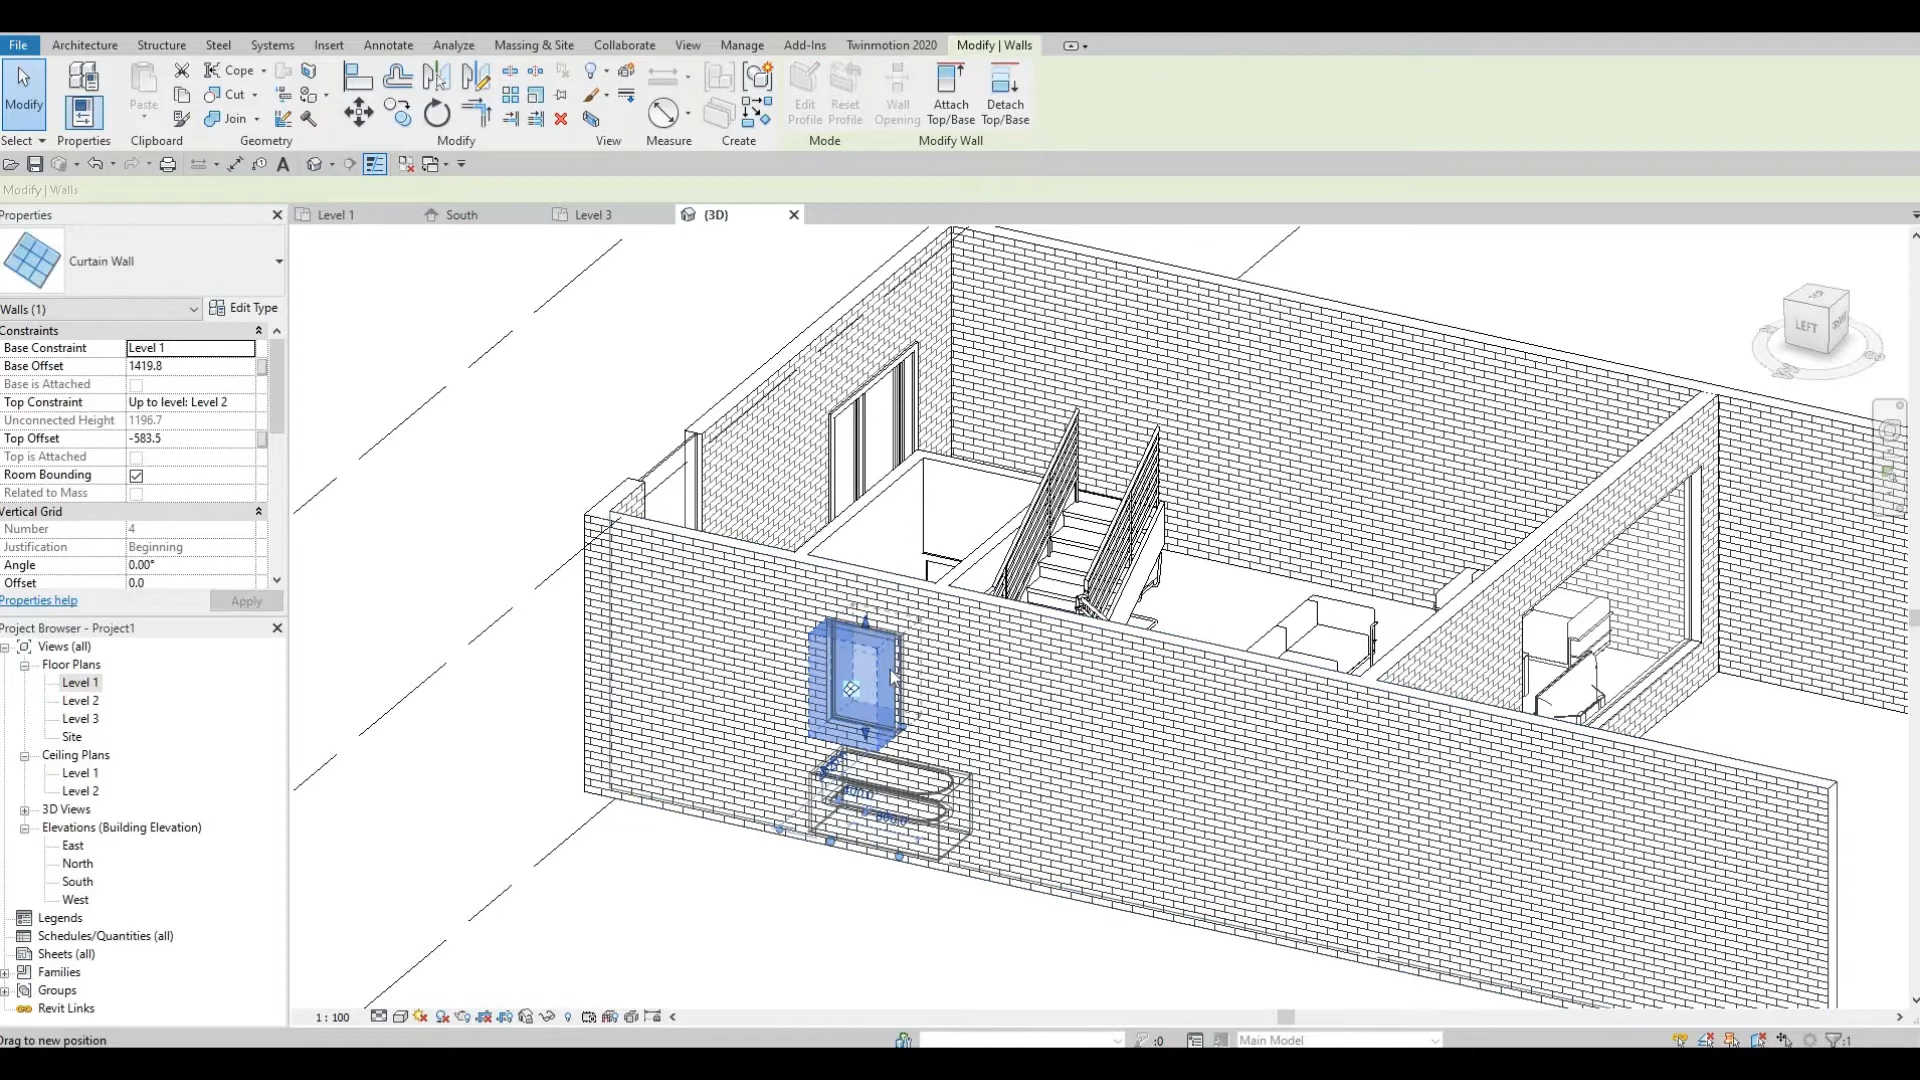 File Architecture Structure Steel Systems Insert Annotate Analyze Massing & Site Collaborate View Manage Add-Ins Twinmotion 2020 Modify | Walls
Modify Paste Cope Cut Join Edit Profile Reset Profile Wall Opening Attach Top/Base Detach Top/Base
Select Properties Clipboard Geometry Modify View Measure Create Mode Modify Wall
Modify | Walls
Properties
Level 1 South Level 3 {3D}
Curtain Wall
Walls (1) Edit Type
Constraints
Base Constraint Level 1
Base Offset 1419.8
Base is Attached
Top Constraint Up to level: Level 2
Unconnected Height 1196.7
Top Offset -583.5
Top is Attached
Room Bounding
Related to Mass
Vertical Grid
Number 4
Justification Beginning
Angle 0.00°
Offset 0.0
Properties help Apply
Project Browser - Project1
Views (all)
Floor Plans
Level 1
Level 2
Level 3
Site
Ceiling Plans
Level 1
Level 2
3D Views
Elevations (Building Elevation)
East
North
South
West
Legends
Schedules/Quantities (all)
Sheets (all)
Families
Groups
Revit Links
LEFT
1 : 100
Drag to new position
:0
Main Model
:1